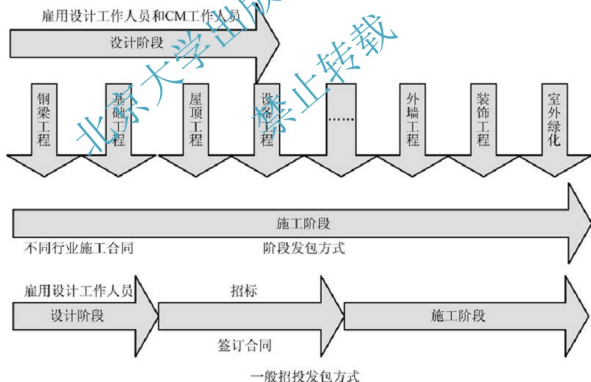 雇用设计工作人员和CM工作人员
设计阶段
钢梁工程
基础工程
屋顶工程
设备工程
……
外墙工程
装饰工程
室外绿化
施工阶段
不同行业施工合同
阶段发包方式
雇用设计工作人员
招标
设计阶段
施工阶段
签订合同
一般招投发包方式
北京大学出版
禁止转载